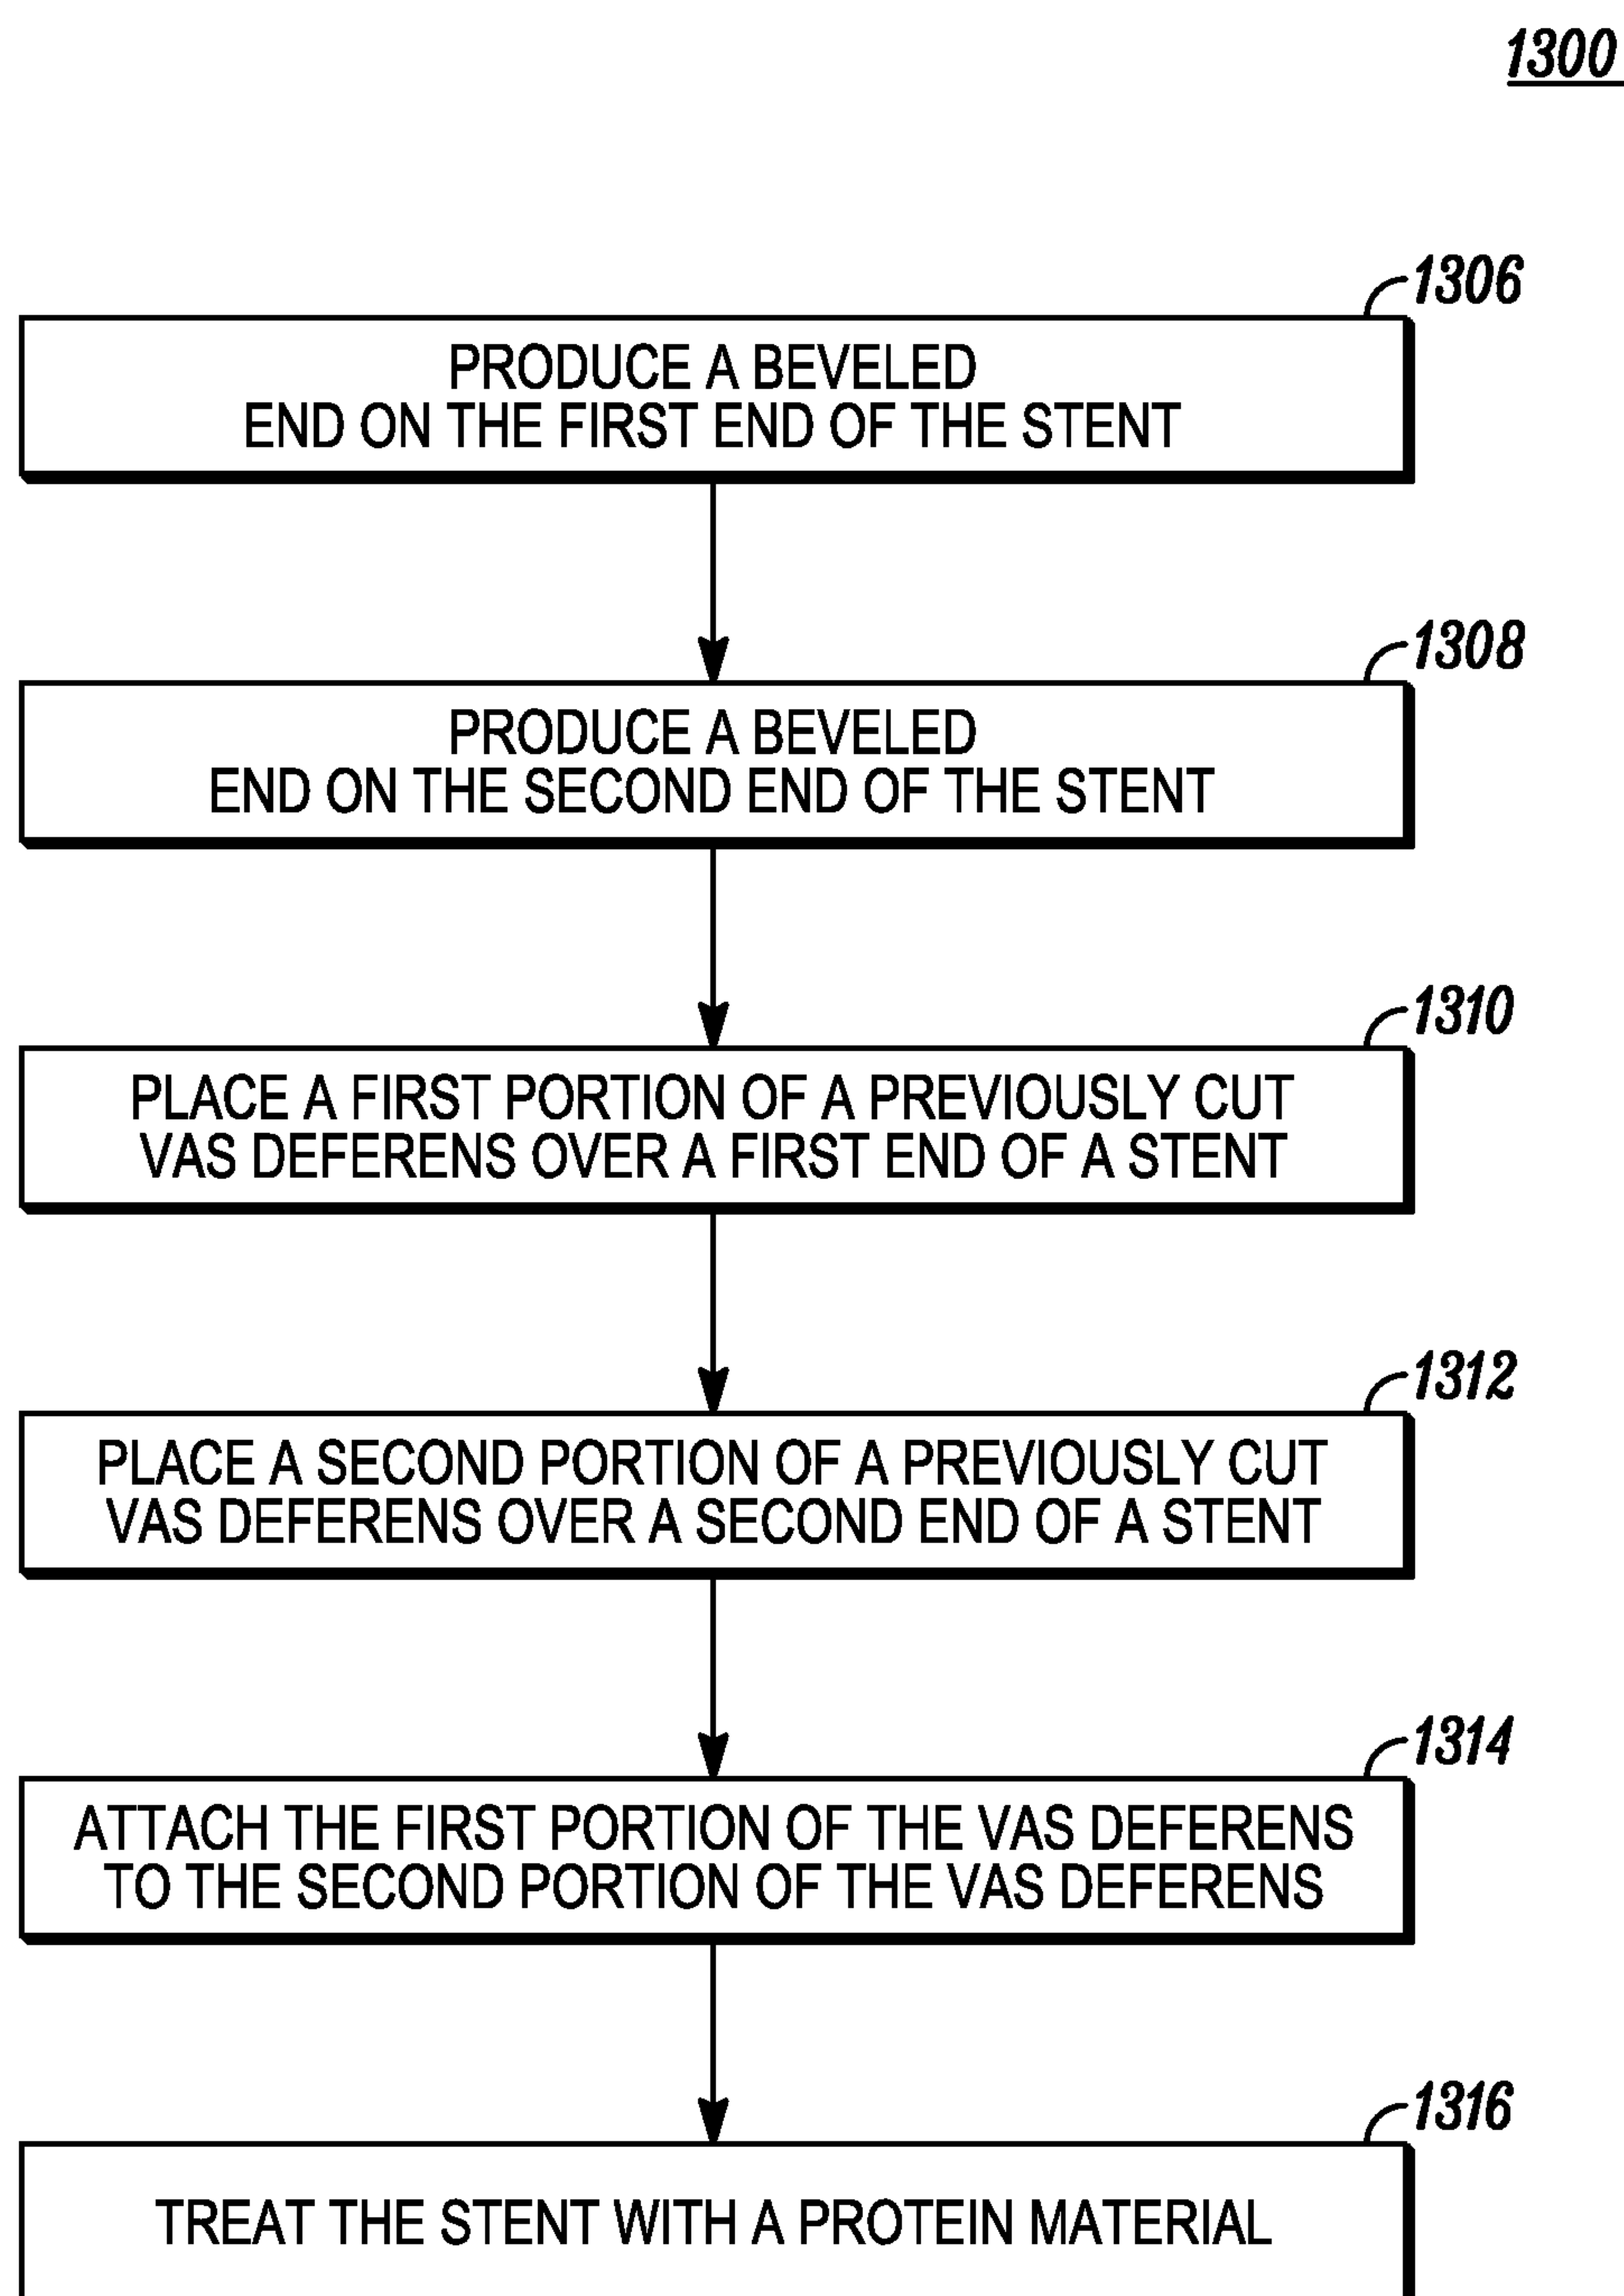 1300
1306
PRODUCE A BEVELED
END ON THE FIRST END OF THE STENT
1308
PRODUCE A BEVELED
END ON THE SECOND END OF THE STENT
1310
PLACE A FIRST PORTION OF A PREVIOUSLY CUT
VAS DEFERENS OVER A FIRST END OF A STENT
1312
PLACE A SECOND PORTION OF A PREVIOUSLY CUT
VAS DEFERENS OVER A SECOND END OF A STENT
1314
ATTACH THE FIRST PORTION OF THE VAS DEFERENS
TO THE SECOND PORTION OF THE VAS DEFERENS
1316
TREAT THE STENT WITH A PROTEIN MATERIAL